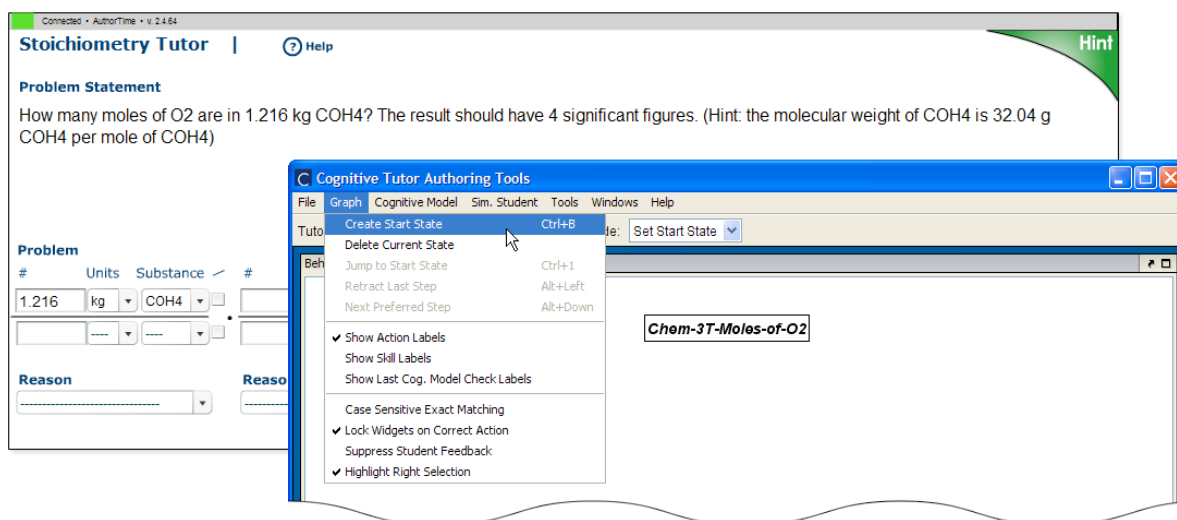 Connected • AuthorTime • v. 2.4.64
Stoichiometry Tutor | ? Help
Hint
Problem Statement
How many moles of O2 are in 1.216 kg COH4? The result should have 4 significant figures. (Hint: the molecular weight of COH4 is 32.04 g
COH4 per mole of COH4)
Problem
# Units Substance #
1.216 kg COH4
---- ----
Reason Reaso
Cognitive Tutor Authoring Tools
File Graph Cognitive Model Sim. Student Tools Windows Help
Tuto de: Set Start State
Beh
Create Start State Ctrl+B
Delete Current State
Jump to Start State Ctrl+1
Retract Last Step Alt+Left
Next Preferred Step Alt+Down
Show Action Labels
Show Skill Labels
Show Last Cog. Model Check Labels
Case Sensitive Exact Matching
Lock Widgets on Correct Action
Suppress Student Feedback
Highlight Right Selection
Chem-3T-Moles-of-O2